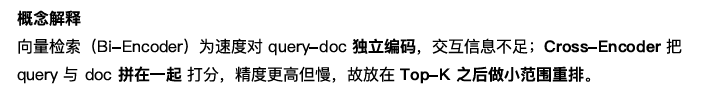 概念解释
向量检索（Bi-Encoder）为速度对 query-doc 独立编码，交互信息不足；Cross-Encoder 把
query 与 doc 拼在一起 打分，精度更高但慢，故放在 Top-K 之后做小范围重排。